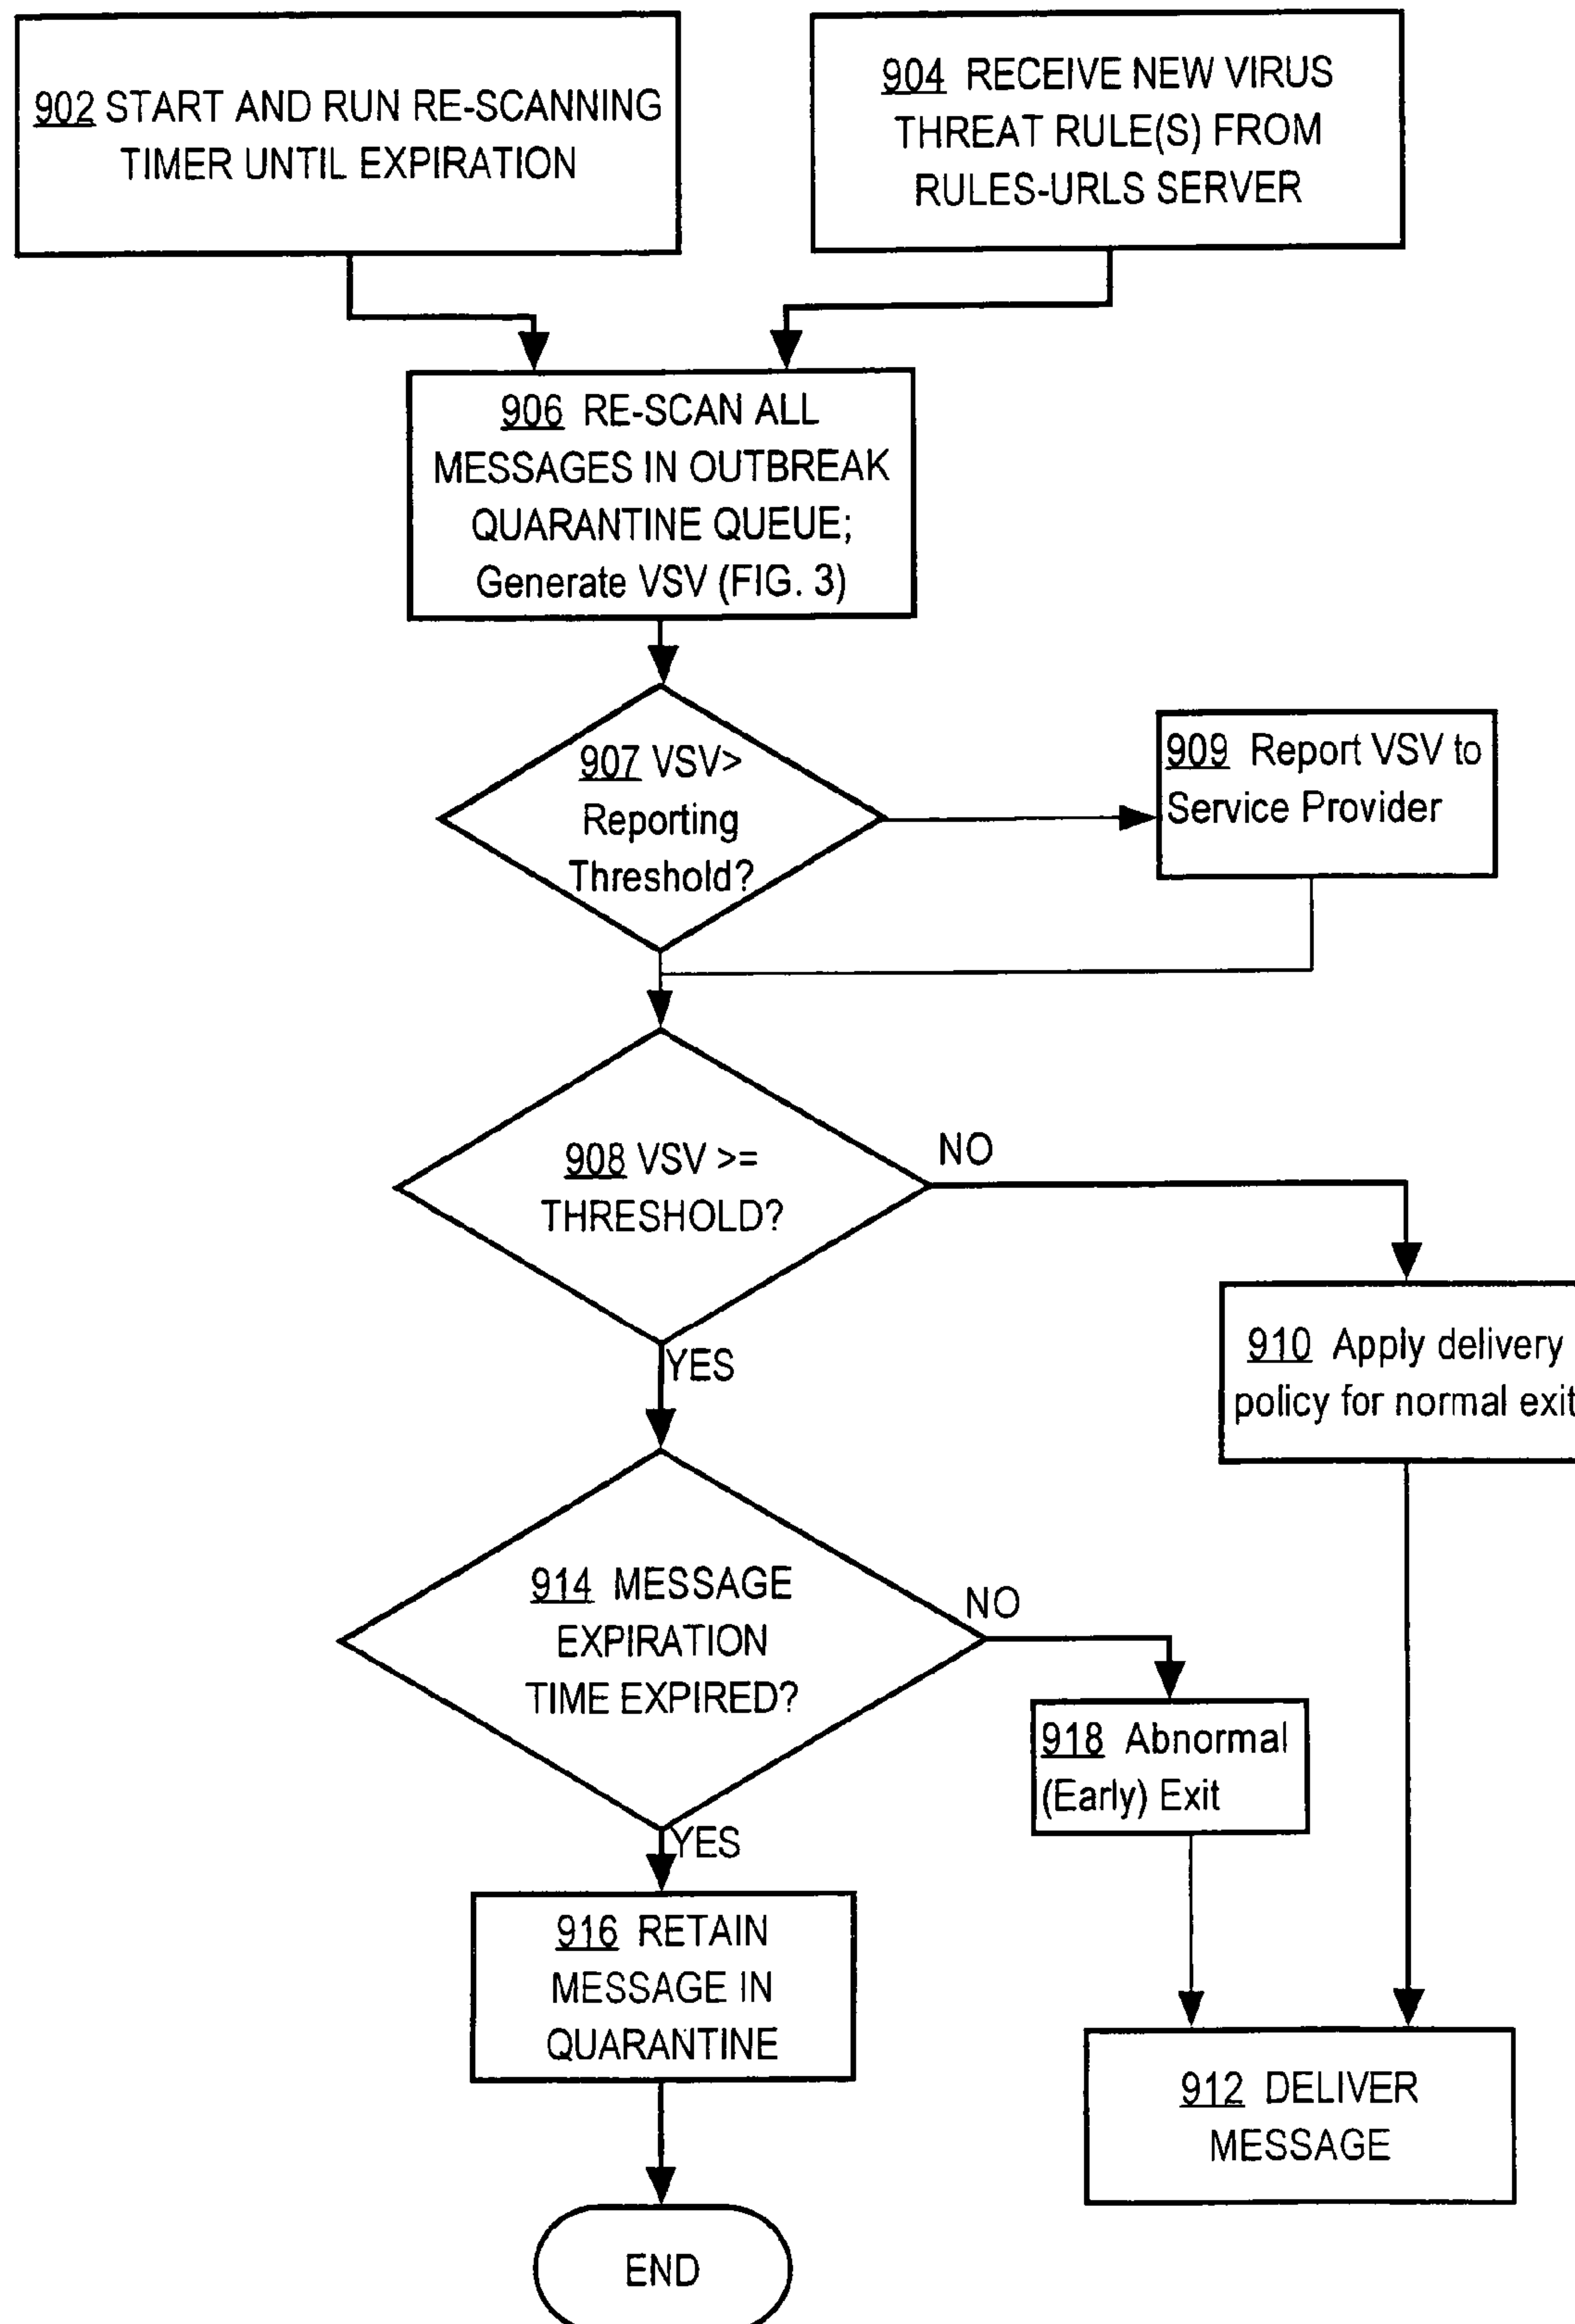 902 START AND RUN RE-SCANNING
TIMER UNTIL EXPIRATION
904 RECEIVE NEW VIRUS
THREAT RULE(S) FROM
RULES-URLS SERVER
906 RE-SCAN ALL
MESSAGES IN OUTBREAK
QUARANTINE QUEUE;
Generate VSV (FIG. 3)
907 VSV>
Reporting
Threshold?
909 Report VSV to
Service Provider
908 VSV >=
THRESHOLD?
NO
YES
910 Apply delivery
policy for normal exit
914 MESSAGE
EXPIRATION
TIME EXPIRED?
NO
YES
918 Abnormal
(Early) Exit
916 RETAIN
MESSAGE IN
QUARANTINE
912 DELIVER
MESSAGE
END